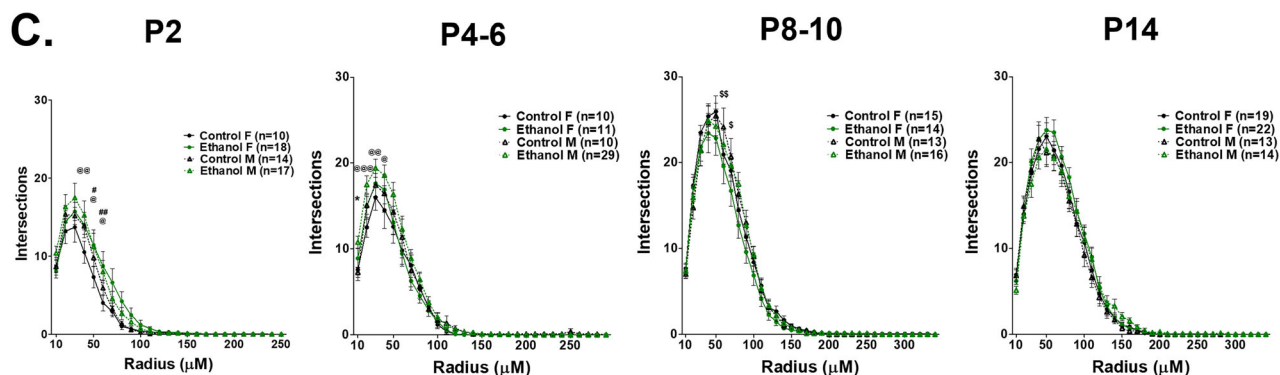 C.
P2
P4-6
P8-10
P14
30
20
10
0
Intersections
@@
#
@
##
@
Control F (n=10)
Ethanol F (n=18)
Control M (n=14)
Ethanol M (n=17)
10 50 100 150 200 250
Radius (μM)
30
20
10
0
Intersections
*
@@@
@@
@
Control F (n=10)
Ethanol F (n=11)
Control M (n=10)
Ethanol M (n=29)
10 50 100 150 200 250
Radius (μM)
30
20
10
0
Intersections
$$
$
Control F (n=15)
Ethanol F (n=14)
Control M (n=13)
Ethanol M (n=16)
10 50 100 150 200 250 300
Radius (μM)
30
20
10
0
Intersections
Control F (n=19)
Ethanol F (n=22)
Control M (n=13)
Ethanol M (n=14)
10 50 100 150 200 250 300
Radius (μM)